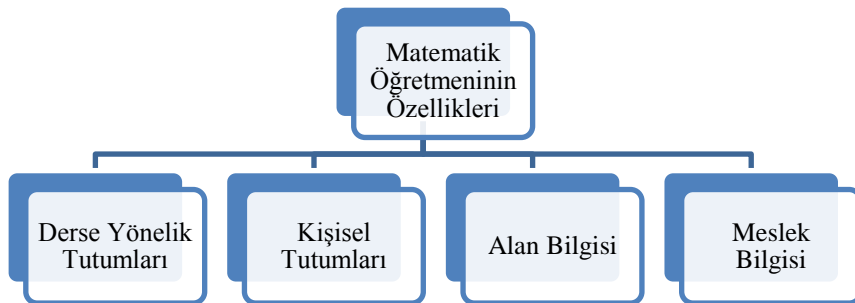 Matematik
Öğretmeninin
Özellikleri
Derse Yönelik
Tutumları
Kişisel
Tutumları
Alan Bilgisi
Meslek
Bilgisi